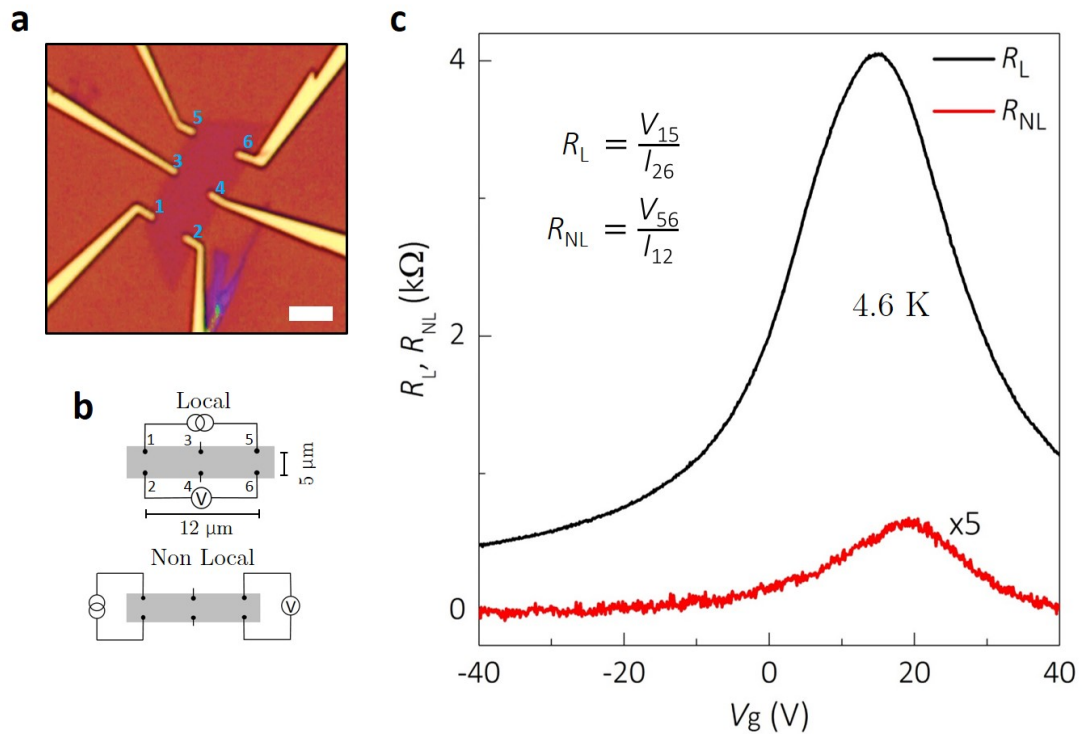 a
5
6
3
4
1
2
b
Local
1 3 5
2 4 V 6
5 μm
12 μm
Non Local
V
c
R_L, R_NL (kΩ)
4
2
0
R_L
R_NL
R_L = V_15 / I_26
R_NL = V_56 / I_12
4.6 K
x5
-40 -20 0 20 40
Vg (V)